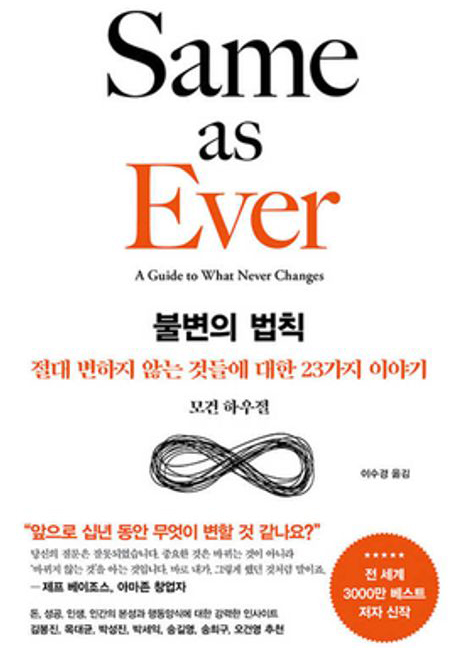 Same
as
Ever
A Guide to What Never Changes
불변의 법칙
절대 변하지 않는 것들에 대한 23가지 이야기
모건 하우절
이수경 옮김
"앞으로 십년 동안 무엇이 변할 것 같나요?"
당신의 질문은 잘못되었습니다. 중요한 것은 바뀌는 것이 아니라
'바뀌지 않는 것'을 아는 것입니다. 바로 내가, 그렇게 했던 것처럼 말이죠.
— 제프 베이조스, 아마존 창업자
돈, 성공, 인생, 인간의 본성과 행동양식에 대한 강력한 인사이트
김봉진, 옥대균, 박성진, 박세익, 송길영, 송희구, 오건영 추천
★★★★★
전 세계
3000만 베스트
저자 신작